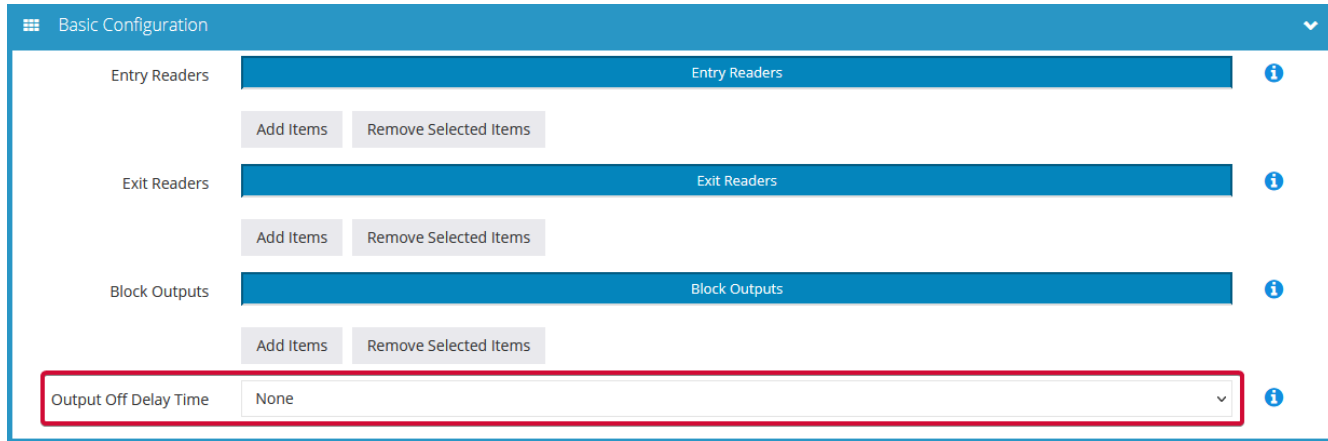 Basic Configuration
Entry Readers Entry Readers
Add Items Remove Selected Items
Exit Readers Exit Readers
Add Items Remove Selected Items
Block Outputs Block Outputs
Add Items Remove Selected Items
Output Off Delay Time None